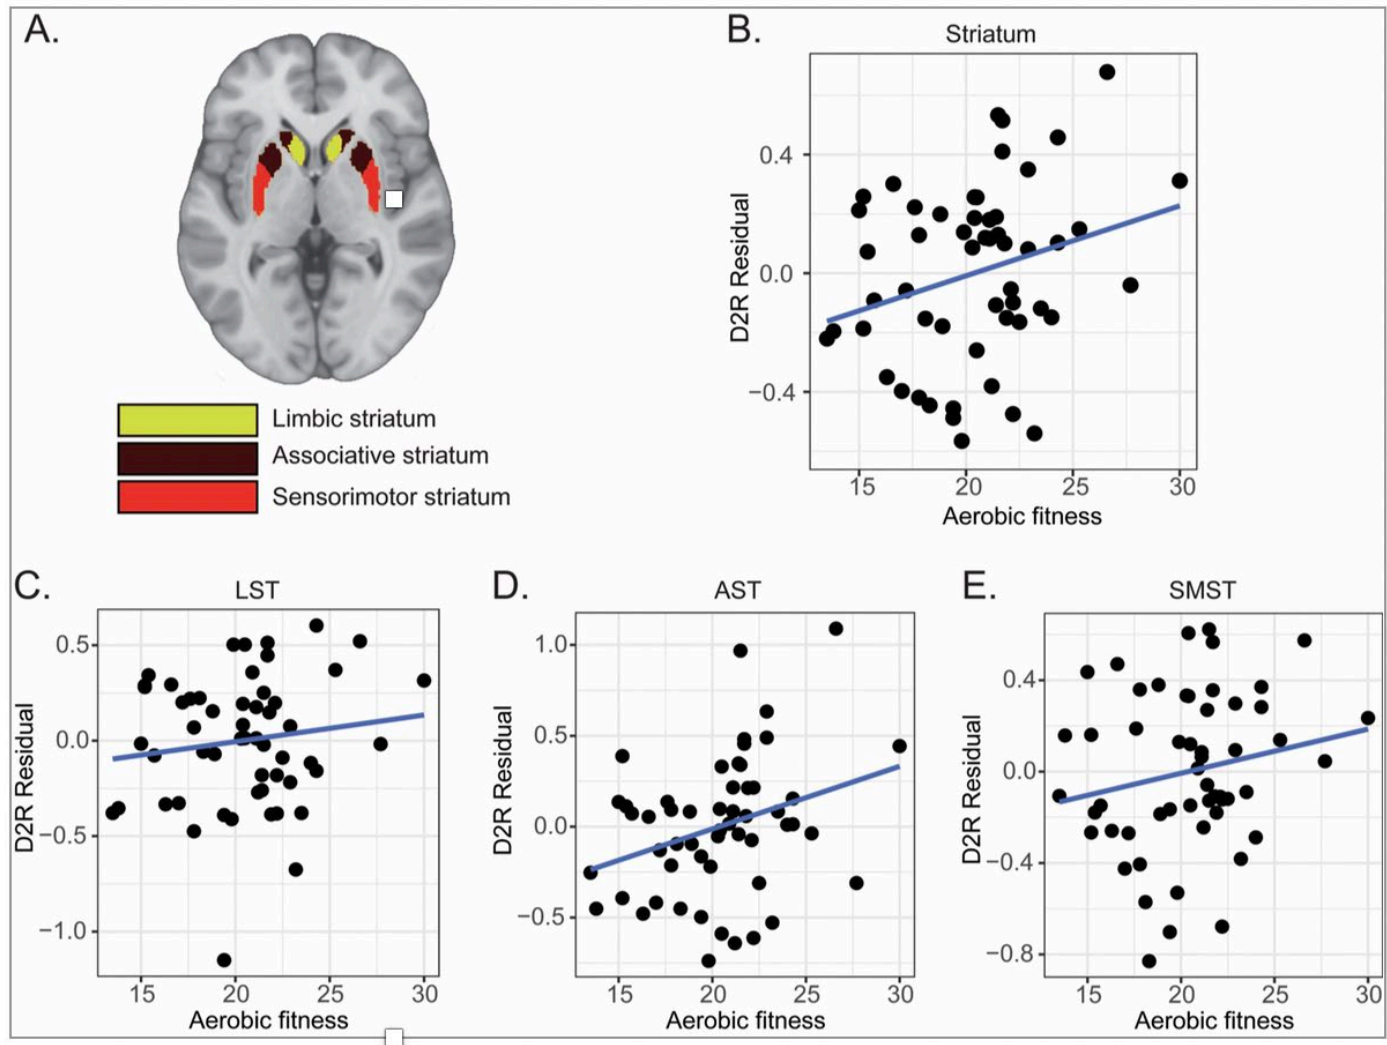 A.
Limbic striatum
Associative striatum
Sensorimotor striatum
B.
Striatum
D2R Residual
0.4
0.0
−0.4
15 20 25 30
Aerobic fitness
C.
LST
D2R Residual
0.5
0.0
−0.5
−1.0
15 20 25 30
Aerobic fitness
D.
AST
D2R Residual
1.0
0.5
0.0
−0.5
15 20 25 30
Aerobic fitness
E.
SMST
D2R Residual
0.4
0.0
−0.4
−0.8
15 20 25 30
Aerobic fitness